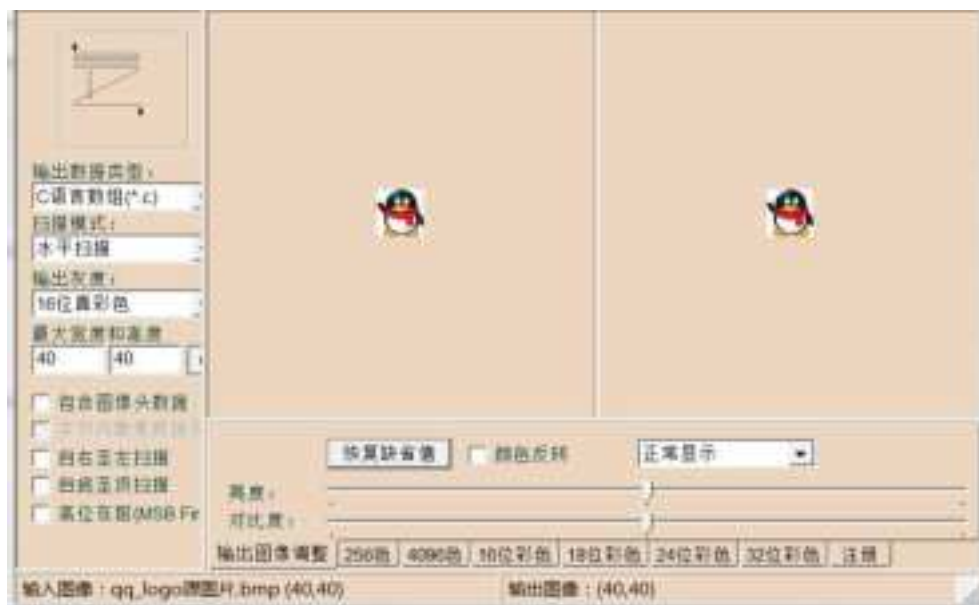 输出数据类型：
C语言数组(*.c)
扫描模式：
水平扫描
输出灰度：
16位真彩色
最大宽度和高度
40 40
包含图像头数据
自右至左扫描
自底至顶扫描
高位在前(MSB Fir
恢复缺省值 颜色反转 正常显示
亮度：
对比度：
输出图像调整 256色 4096色 16位彩色 18位彩色 24位彩色 32位彩色 注册
输入图像：qq_logo原图片.bmp (40,40) 输出图像：(40,40)